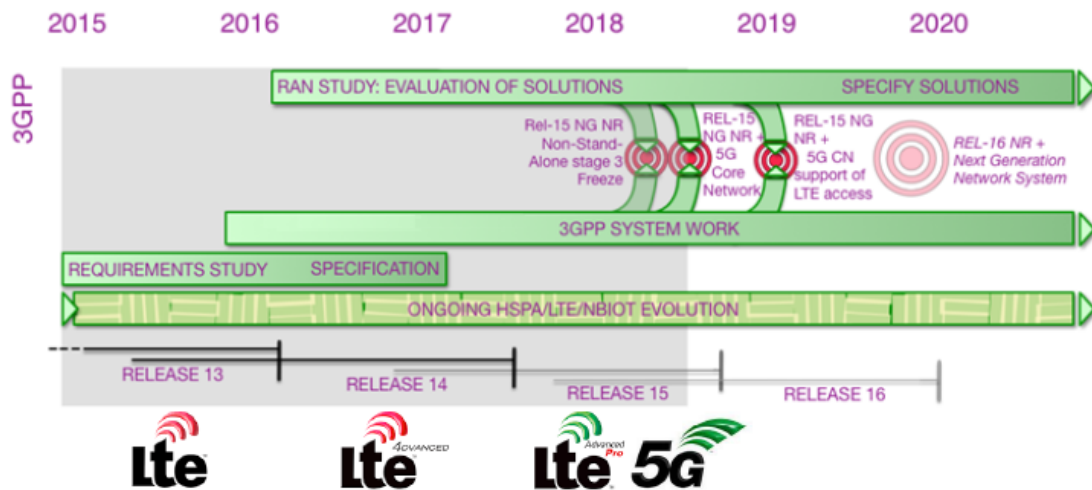 2015 2016 2017 2018 2019 2020
3GPP
RAN STUDY: EVALUATION OF SOLUTIONS SPECIFY SOLUTIONS
Rel-15 NG NR
Non-Stand-
Alone stage 3
Freeze
REL-15
NG NR +
5G
Core
Network
REL-15 NG
NR +
5G CN
support of
LTE access
REL-16 NR +
Next Generation
Network System
3GPP SYSTEM WORK
REQUIREMENTS STUDY SPECIFICATION
ONGOING HSPA/LTE/NBIOT EVOLUTION
RELEASE 13
RELEASE 14
RELEASE 15
RELEASE 16
Lte
Lte 4DVANCED
Lte Advanced Pro
5G